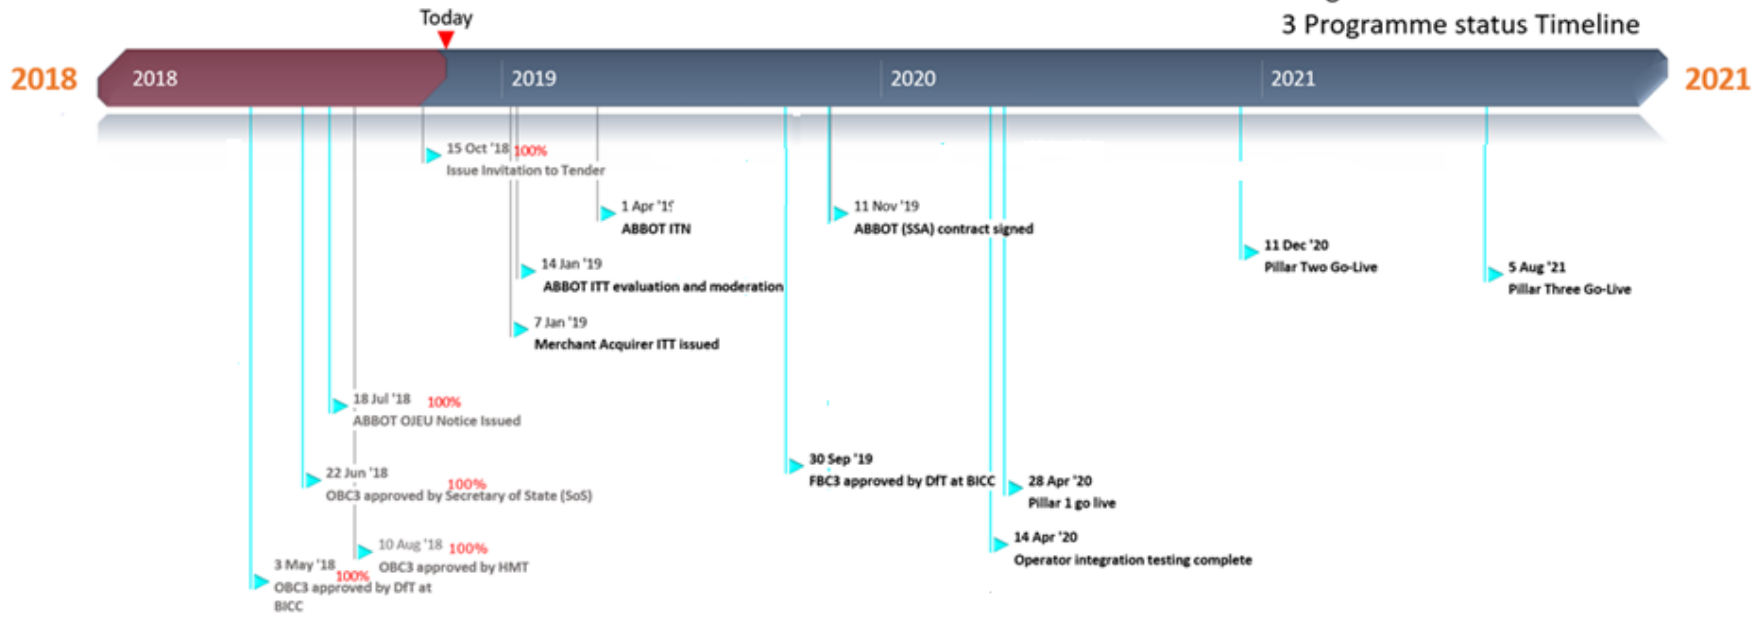 3 Programme status Timeline
Today
2018
2018
2019
2020
2021
2021
15 Oct '18 100%
Issue Invitation to Tender
1 Apr '19
ABBOT ITN
11 Nov '19
ABBOT (SSA) contract signed
11 Dec '20
Pillar Two Go-Live
14 Jan '19
ABBOT ITT evaluation and moderation
5 Aug '21
Pillar Three Go-Live
7 Jan '19
Merchant Acquirer ITT issued
18 Jul '18 100%
ABBOT OJEU Notice Issued
30 Sep '19
FBC3 approved by DfT at BICC
22 Jun '18
100%
OBC3 approved by Secretary of State (SoS)
28 Apr '20
Pillar 1 go live
14 Apr '20
Operator integration testing complete
10 Aug '18 100%
OBC3 approved by HMT
3 May '18
100%
OBC3 approved by DfT at
BICC